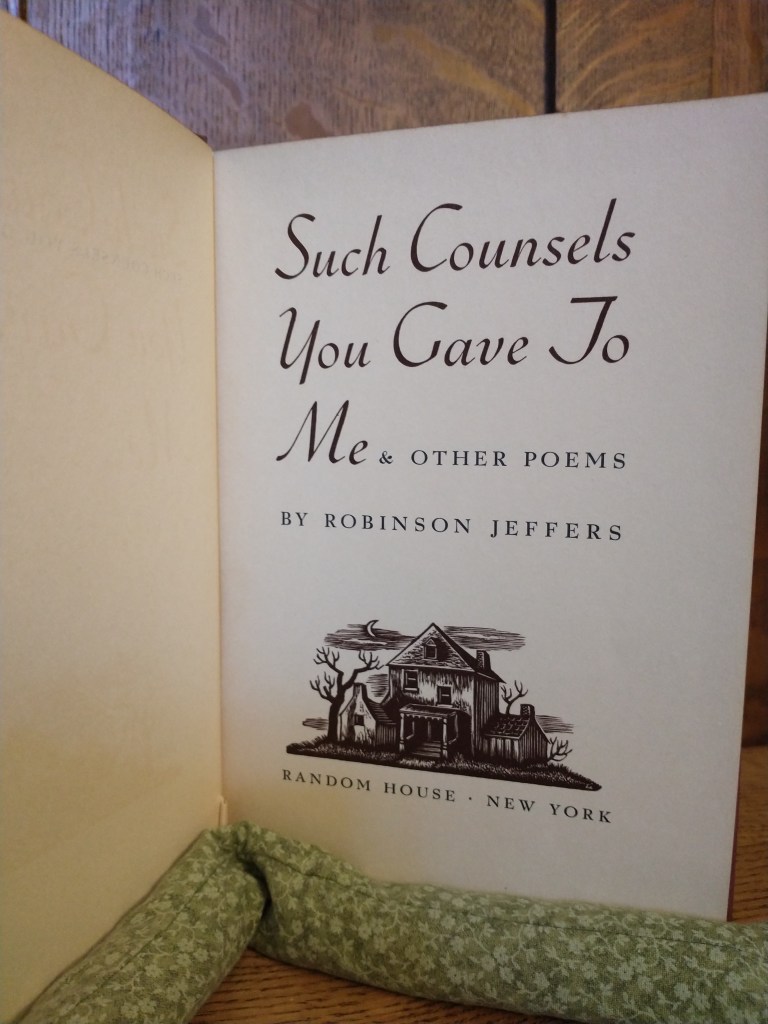 Such Counsels
You Gave To
Me & OTHER POEMS
BY ROBINSON JEFFERS
RANDOM HOUSE · NEW YORK